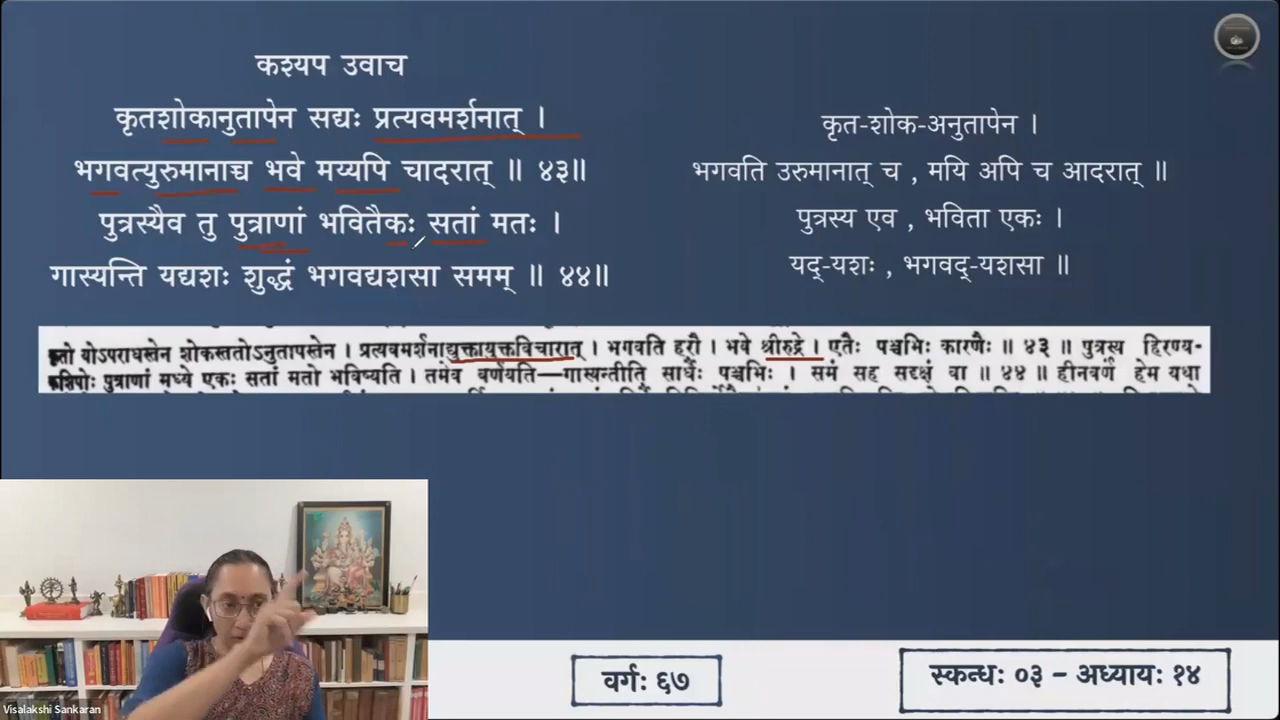 कश्यप उवाच
कृतशोकानुतापेन सद्यः प्रत्यवमर्शनात् ।
भगवत्युरुमानाच्च भवे मय्यपि चादरात् ॥ ४३॥
पुत्रस्यैव तु पुत्राणां भवितैकः सतां मतः ।
गास्यन्ति यद्यशः शुद्धं भगवद्यशसा समम् ॥ ४४॥
कृत-शोक-अनुतापेन ।
भगवति उरुमानात् च , मयि अपि च आदरात् ॥
पुत्रस्य एव , भविता एकः ।
यद्-यशः , भगवद्-यशसा ॥
कृतो योऽपराधस्तेन शोकस्ततोऽनुतापस्तेन । प्रत्यवमर्शनाद्युक्तायुक्तविचारात् । भगवति हरौ । भवे श्रीरुद्रे । एतैः पञ्चभिः कारणैः ॥ ४३ ॥ पुत्रस्य हिरण्य-
कशिपोः पुत्राणां मध्ये एकः सतां मतो भविष्यति । तमेव वर्णयति—गास्यन्तीति सार्धैः पञ्चभिः । समं सह सदृक्षं वा ॥ ४४ ॥ हीनवर्णं हेम यथा
Visalakshi Sankaran
वर्गः ६७
स्कन्धः ०३ – अध्यायः १४